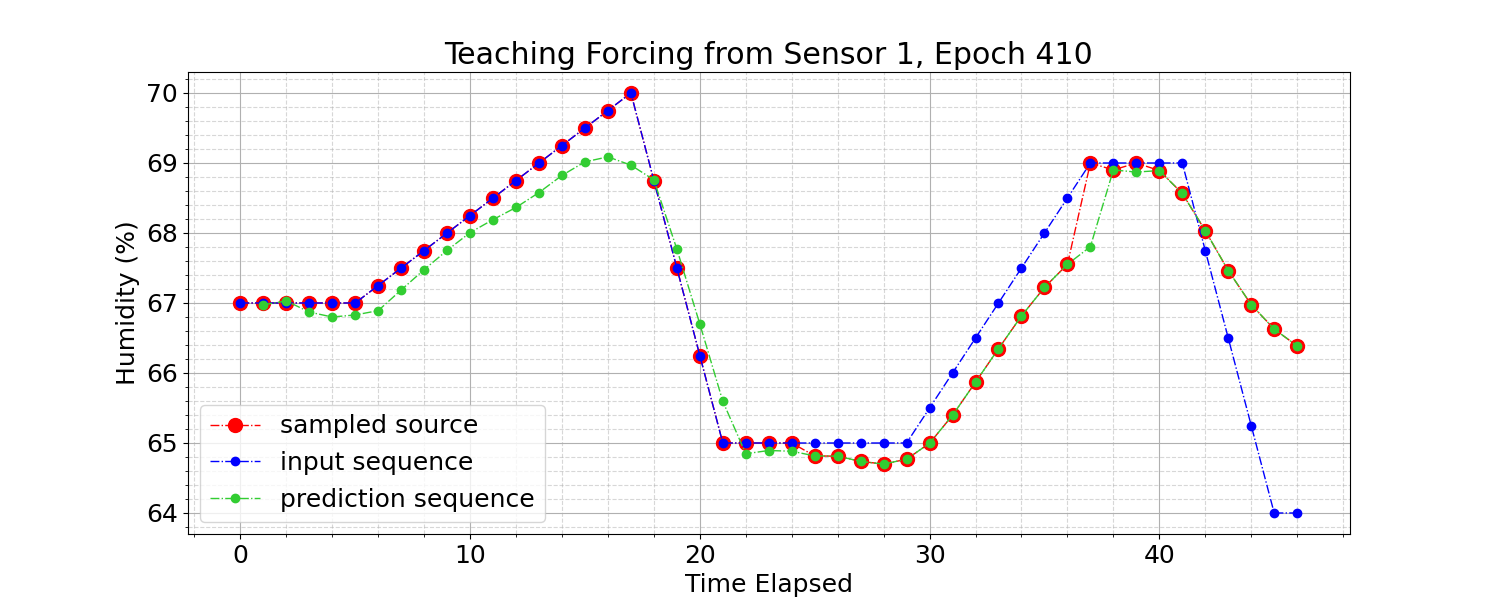 Teaching Forcing from Sensor 1, Epoch 410
70
69
68
67
66
65
64
Humidity (%)
sampled source
input sequence
prediction sequence
0 10 20 30 40
Time Elapsed